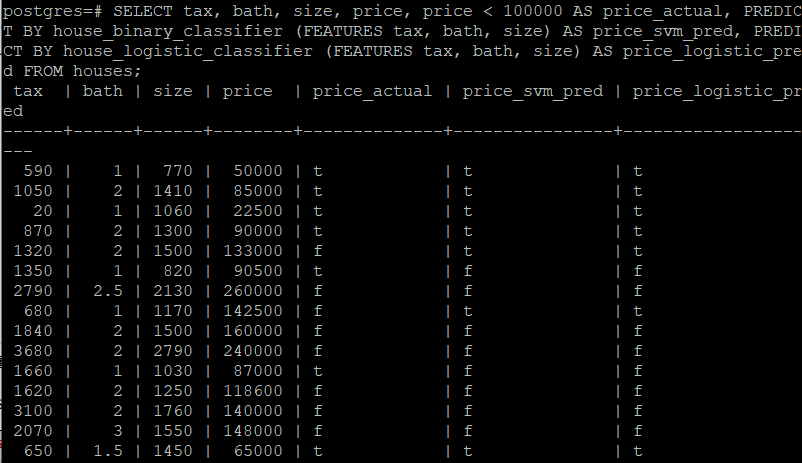 postgres=# SELECT tax, bath, size, price, price < 100000 AS price_actual, PREDIC
T BY house_binary_classifier (FEATURES tax, bath, size) AS price_svm_pred, PREDI
CT BY house_logistic_classifier (FEATURES tax, bath, size) AS price_logistic_pre
d FROM houses;
 tax  | bath | size | price  | price_actual | price_svm_pred | price_logistic_pr
ed
------+------+------+--------+--------------+----------------+------------------
---
  590 |    1 |  770 |  50000 | t            | t              | t
 1050 |    2 | 1410 |  85000 | t            | t              | t
   20 |    1 | 1060 |  22500 | t            | t              | t
  870 |    2 | 1300 |  90000 | t            | t              | t
 1320 |    2 | 1500 | 133000 | f            | t              | t
 1350 |    1 |  820 |  90500 | t            | f              | f
 2790 |  2.5 | 2130 | 260000 | f            | f              | f
  680 |    1 | 1170 | 142500 | f            | t              | t
 1840 |    2 | 1500 | 160000 | f            | f              | f
 3680 |    2 | 2790 | 240000 | f            | f              | f
 1660 |    1 | 1030 |  87000 | t            | f              | f
 1620 |    2 | 1250 | 118600 | f            | f              | f
 3100 |    2 | 1760 | 140000 | f            | f              | f
 2070 |    3 | 1550 | 148000 | f            | f              | f
  650 |  1.5 | 1450 |  65000 | t            | t              | t